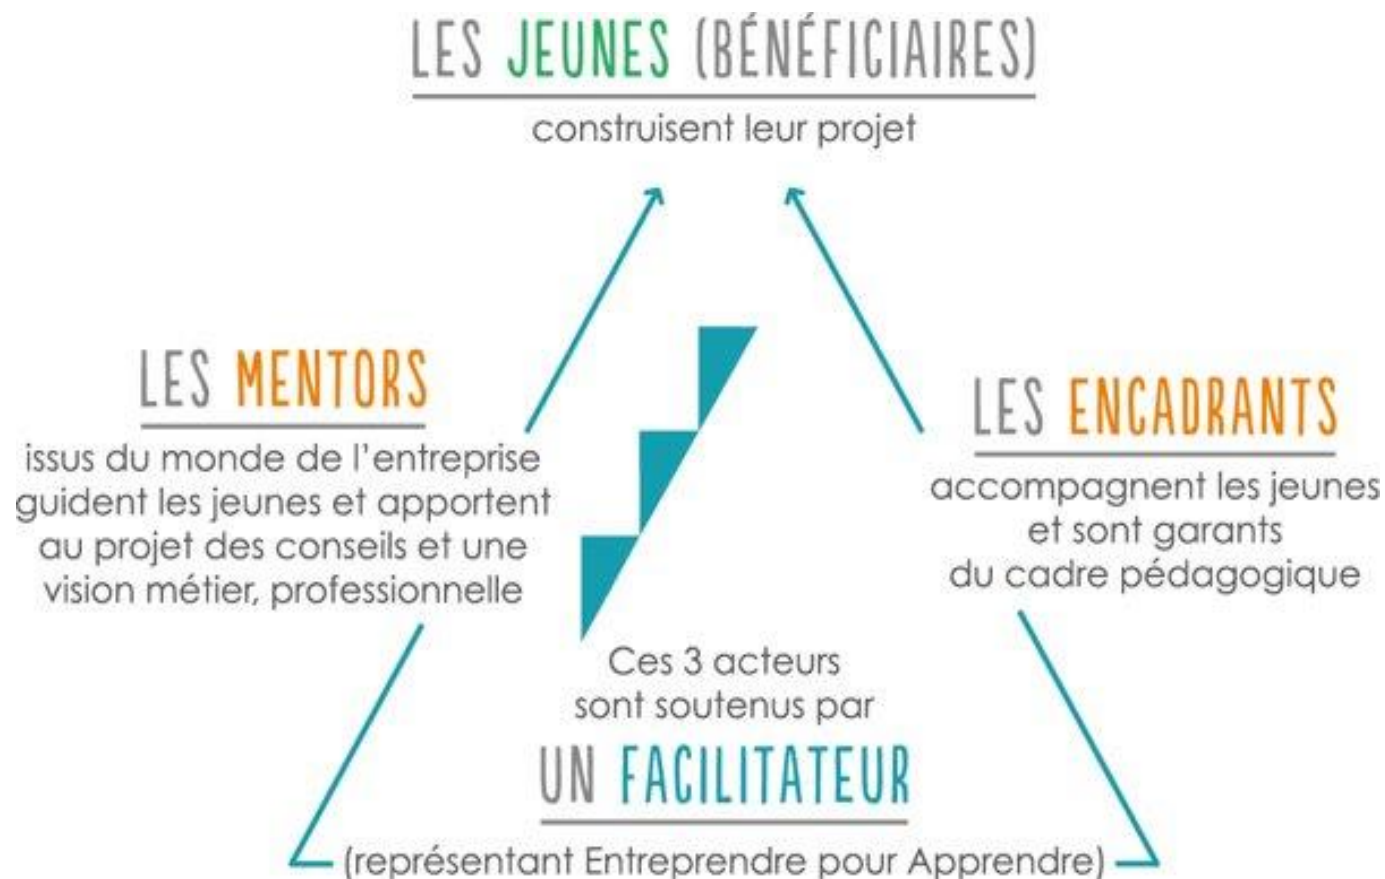 LES JEUNES (BÉNÉFICIAIRES)
construisent leur projet
LES MENTORS
issus du monde de l'entreprise
guident les jeunes et apportent
au projet des conseils et une
vision métier, professionnelle
LES ENCADRANTS
accompagnent les jeunes
et sont garants
du cadre pédagogique
Ces 3 acteurs
sont soutenus par
UN FACILITATEUR
(représentant Entreprendre pour Apprendre)